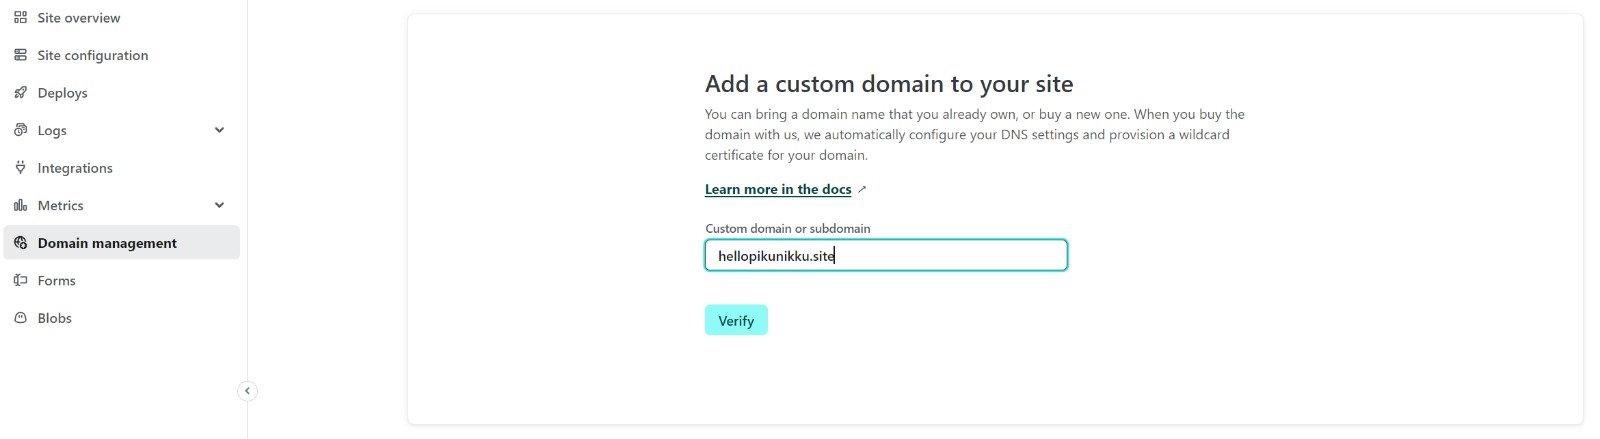 Site overview
Site configuration
Deploys
Logs
Integrations
Metrics
Domain management
Forms
Blobs
Add a custom domain to your site
You can bring a domain name that you already own, or buy a new one. When you buy the
domain with us, we automatically configure your DNS settings and provision a wildcard
certificate for your domain.
Learn more in the docs
Custom domain or subdomain
hellopikunikku.site
Verify